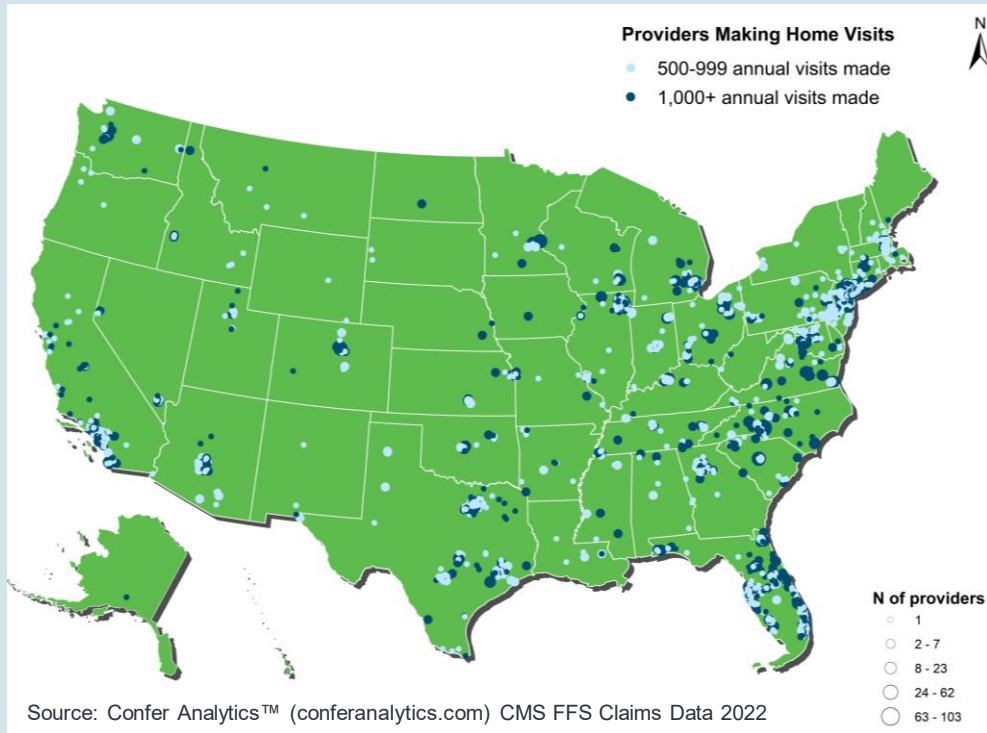 Providers Making Home Visits
500-999 annual visits made
1,000+ annual visits made
N
N of providers
1
2 - 7
8 - 23
24 - 62
63 - 103
Source: Confer Analytics™ (conferanalytics.com) CMS FFS Claims Data 2022